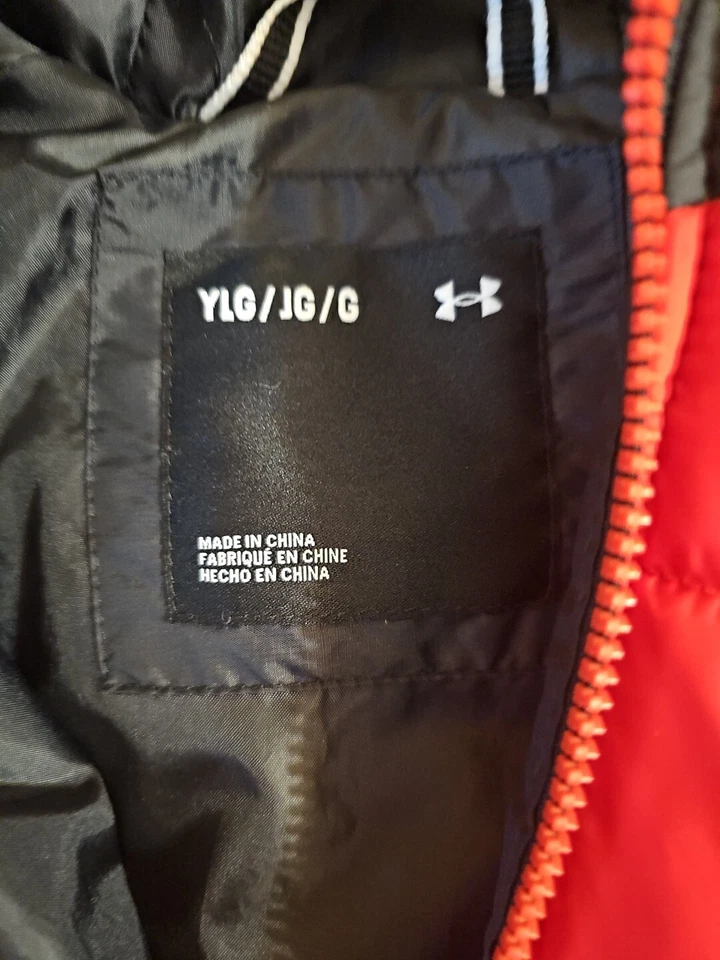 YLG/JG/G
MADE IN CHINA
FABRIQUÉ EN CHINE
HECHO EN CHINA